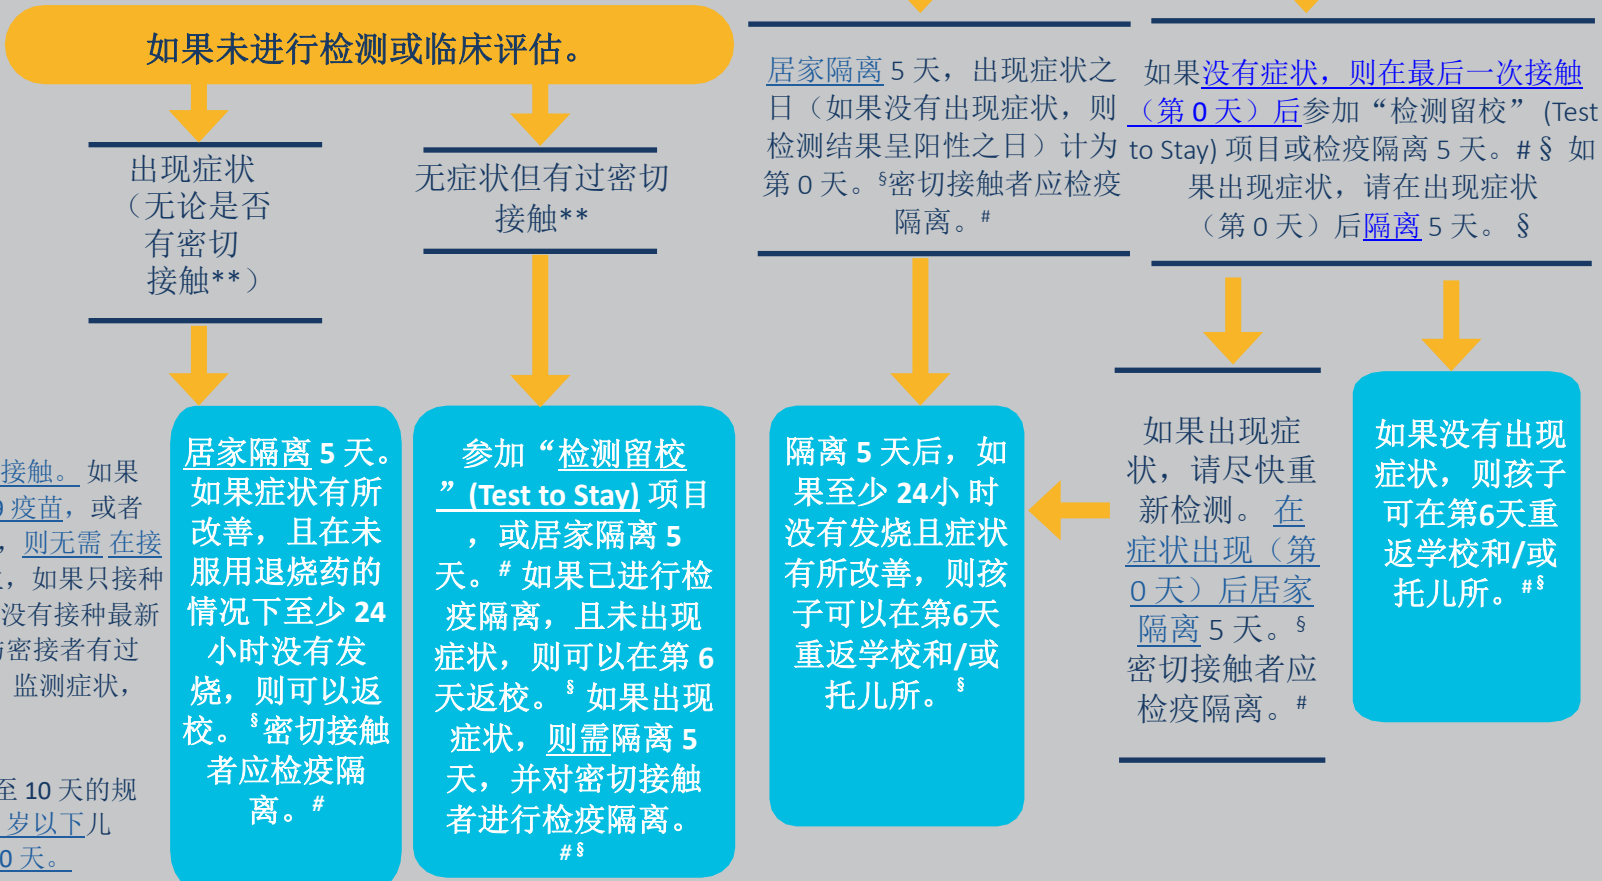 如果未进行检测或临床评估。
出现症状
（无论是否
有密切
接触**）
无症状但有过密切
接触**
居家隔离 5 天，出现症状之
日（如果没有出现症状，则
检测结果呈阳性之日）计为
第 0 天。§密切接触者应检疫
隔离。#
如果没有症状，则在最后一次接触
（第 0 天）后参加“检测留校” (Test
to Stay) 项目或检疫隔离 5 天。# § 如
果出现症状，请在出现症状
（第 0 天）后隔离 5 天。 §
接触。 如果
疫苗，或者
，则无需 在接
，如果只接种
没有接种最新
密接者有过
监测症状，
至 10 天的规
岁以下儿
0 天。
居家隔离 5 天。
如果症状有所
改善，且在未
服用退烧药的
情况下至少 24
小时没有发
烧，则可以返
校。§ 密切接触
者应检疫隔
离。#
参加“检测留校
”(Test to Stay) 项目
，或居家隔离 5
天。# 如果已进行检
疫隔离，且未出现
症状，则可以在第 6
天返校。§ 如果出现
症状，则需隔离 5
天，并对密切接触
者进行检疫隔离。
# §
隔离 5 天后，如
果至少 24小 时
没有发烧且症状
有所改善，则孩
子可以在第6天
重返学校和/或
托儿所。§
如果出现症
状，请尽快重
新检测。 在
症状出现（第
0 天）后居家
隔离 5 天。§
密切接触者应
检疫隔离。#
如果没有出现
症状，则孩子
可在第6天重
返学校和/或
托儿所。# §